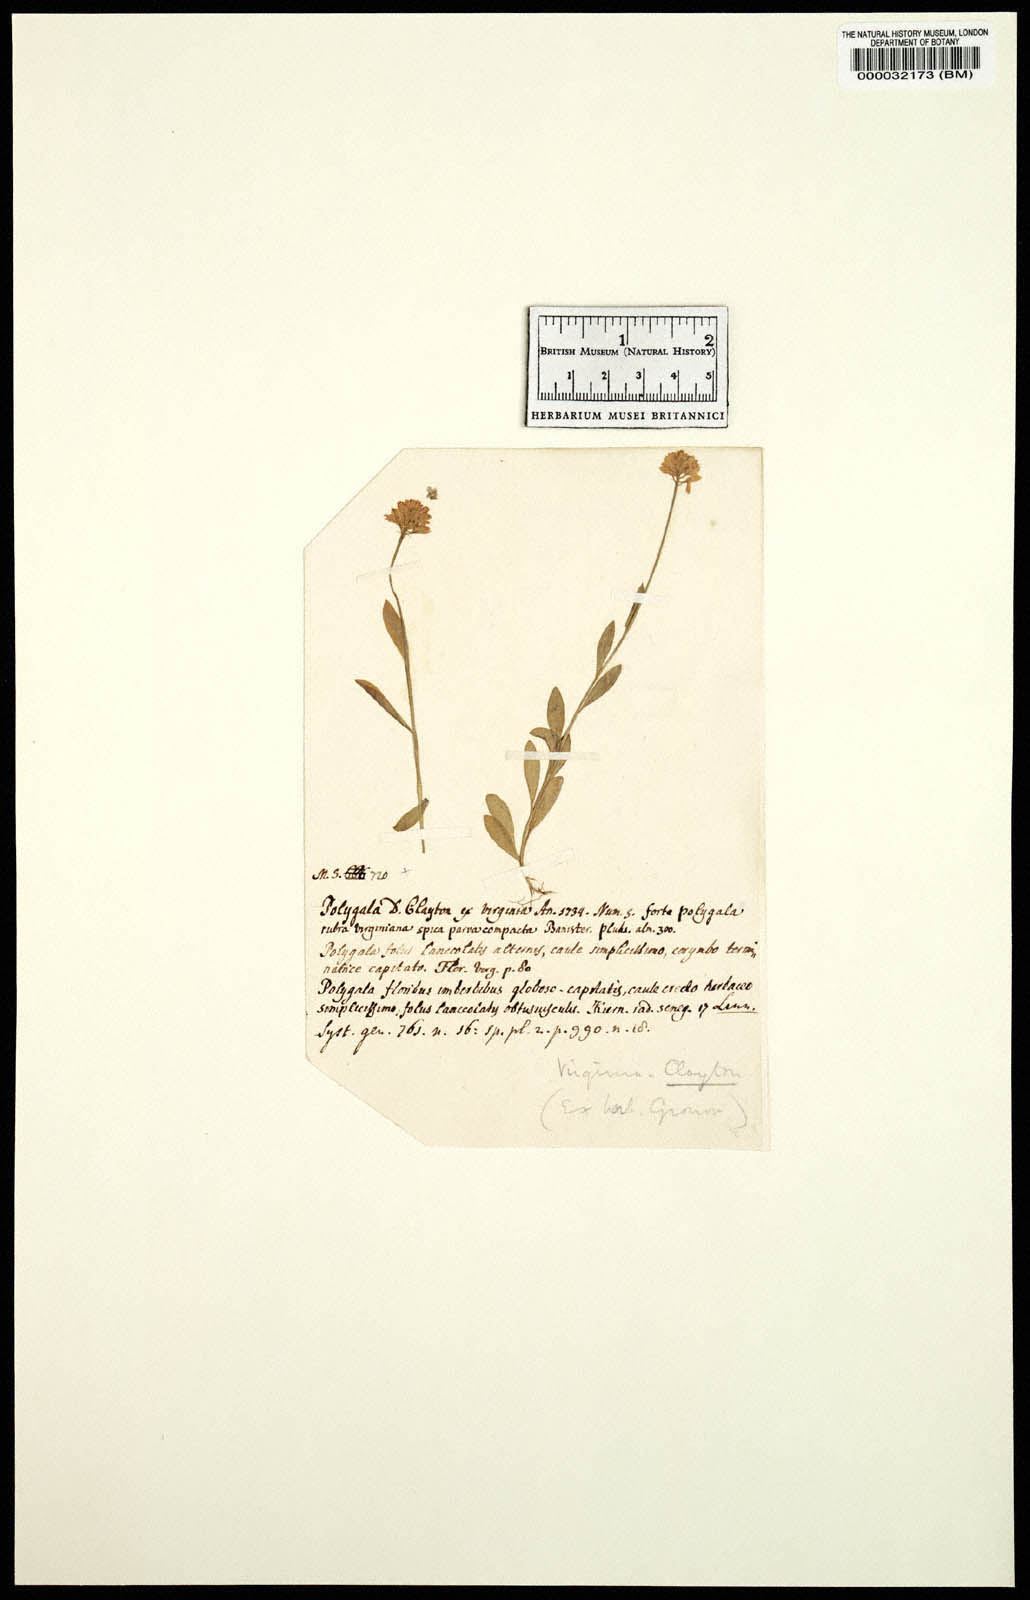 THE NATURAL HISTORY MUSEUM, LONDON
DEPARTMENT OF BOTANY
000032173 (BM)
1 2
BRITISH MUSEUM (NATURAL HISTORY)
1 2 3 4 5
HERBARIUM MUSEI BRITANNICI
M. S. 720 +
Polygala D. Clayton ex Virginia An. 1734. Num. 5. forte polygala
rubra virginiana spica parva compacta Banister. Pluk. alm. 300.
Polygala foliis lanceolatis alternis, caule simplicissimo, corymbo termi,,
natrice capitato. Flor. Virg. p. 80
Polygala floribus imberbibus globoso-capitatis, caule erecto herbaceo
simplicissimo, foliis lanceolatis obtusiusculis. Kiern. rad. seneg. 17 Linn.
Syst. gen. 761. n. 16: Sp. pl. 2. p. 990. n. 18.
Virginia - Clayton
(Ex herb. Gronov)